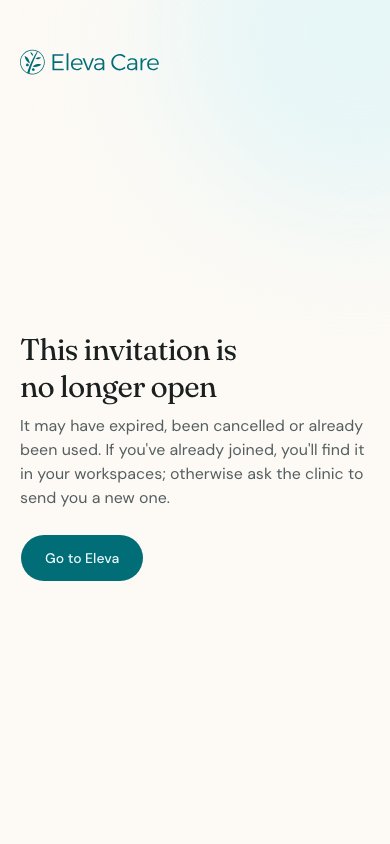 Eleva Care
This invitation is
no longer open
It may have expired, been cancelled or already
been used. If you've already joined, you'll find it
in your workspaces; otherwise ask the clinic to
send you a new one.
Go to Eleva